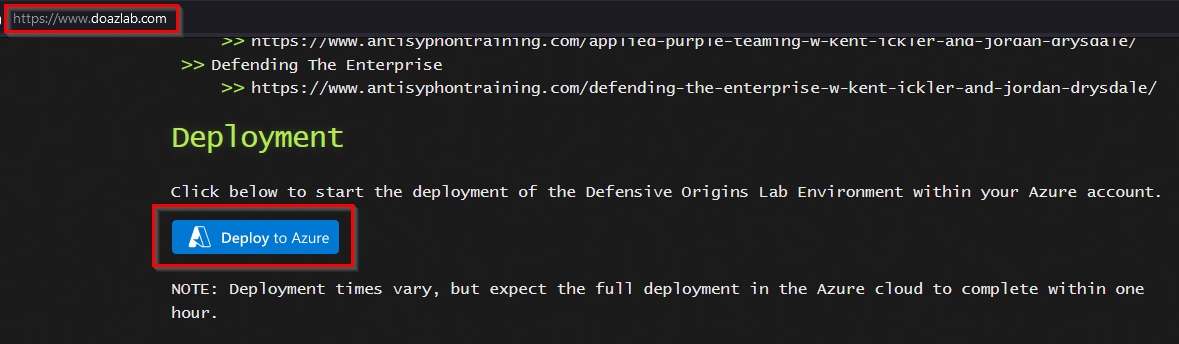 https://www.doazlab.com
>> https://www.antisyphontraining.com/applied-purple-teaming-w-kent-ickler-and-jordan-drysdale/
>> Defending The Enterprise
>> https://www.antisyphontraining.com/defending-the-enterprise-w-kent-ickler-and-jordan-drysdale/
Deployment
Click below to start the deployment of the Defensive Origins Lab Environment within your Azure account.
Deploy to Azure
NOTE: Deployment times vary, but expect the full deployment in the Azure cloud to complete within one
hour.